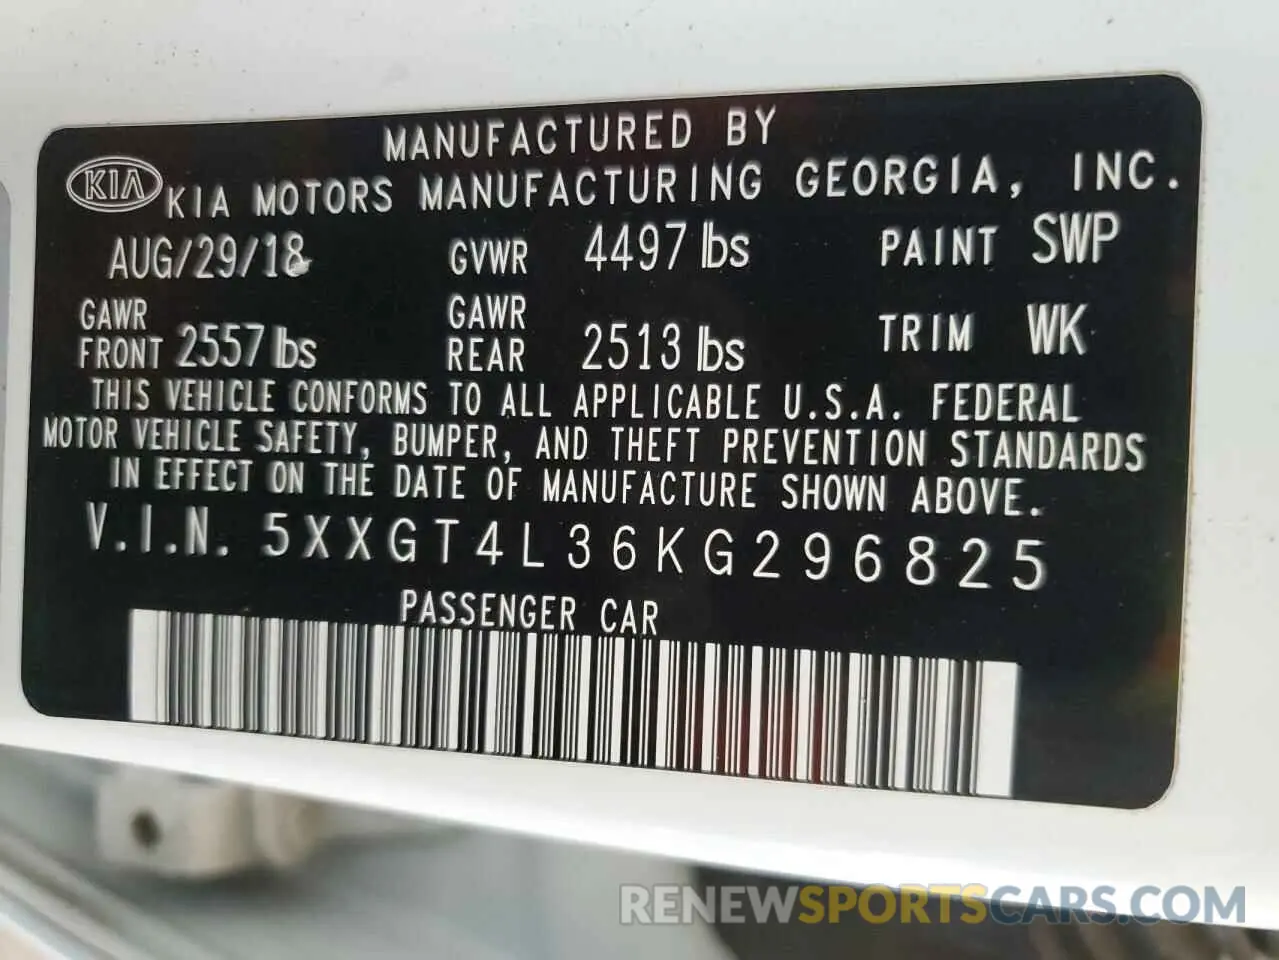 MANUFACTURED BY
KIA KIA MOTORS MANUFACTURING GEORGIA, INC.
AUG/29/18 GVWR 4497 lbs PAINT SWP
GAWR FRONT 2557 lbs GAWR REAR 2513 lbs TRIM WK
THIS VEHICLE CONFORMS TO ALL APPLICABLE U.S.A. FEDERAL
MOTOR VEHICLE SAFETY, BUMPER, AND THEFT PREVENTION STANDARDS
IN EFFECT ON THE DATE OF MANUFACTURE SHOWN ABOVE.
V.I.N. 5XXGT4L36KG296825
PASSENGER CAR
RENEWSPORTSCARS.COM